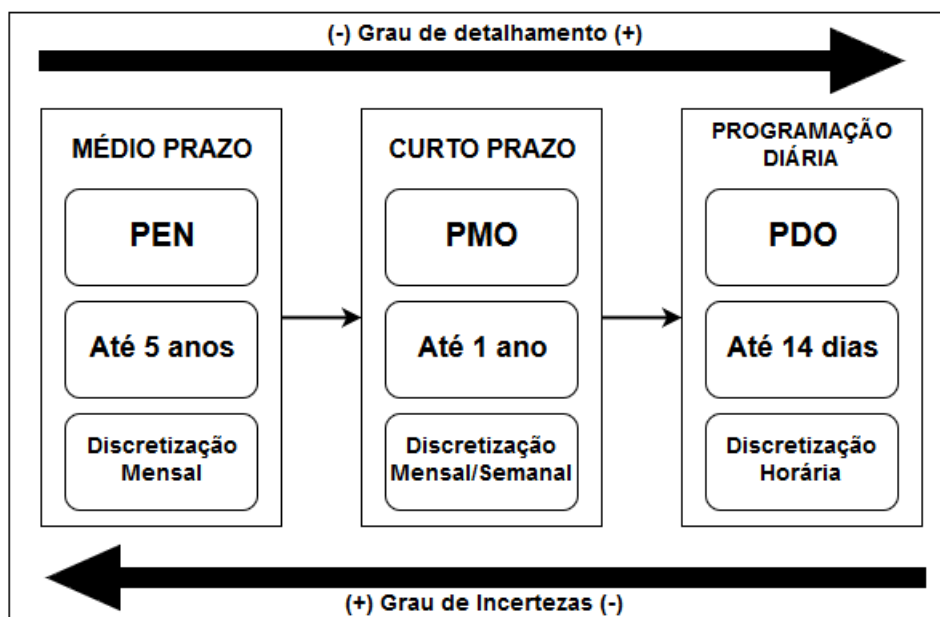 (-) Grau de detalhamento (+)
MÉDIO PRAZO
PEN
Até 5 anos
Discretização
Mensal
CURTO PRAZO
PMO
Até 1 ano
Discretização
Mensal/Semanal
PROGRAMAÇÃO
DIÁRIA
PDO
Até 14 dias
Discretização
Horária
(+) Grau de Incertezas (-)